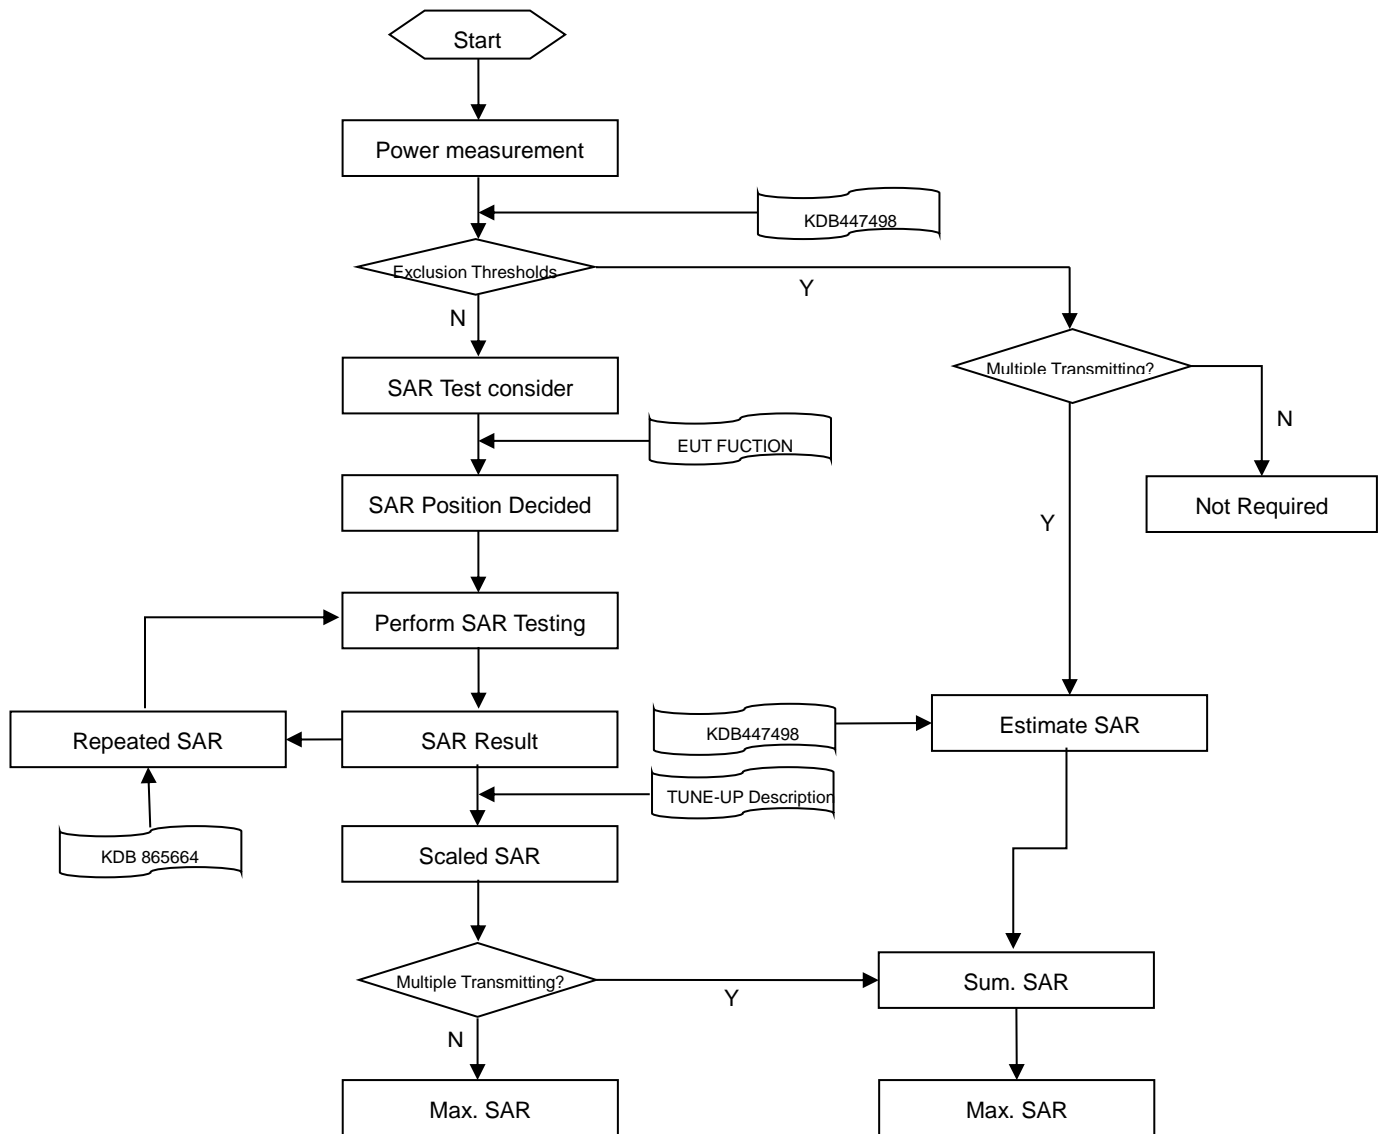 Start
Power measurement
KDB447498
Exclusion Thresholds
Y
N
Multiple Transmitting?
SAR Test consider
N
EUT FUCTION
SAR Position Decided
Not Required
Y
Perform SAR Testing
Repeated SAR
SAR Result
KDB447498
Estimate SAR
TUNE-UP Description
KDB 865664
Scaled SAR
Multiple Transmitting?
Y
Sum. SAR
N
Max. SAR
Max. SAR